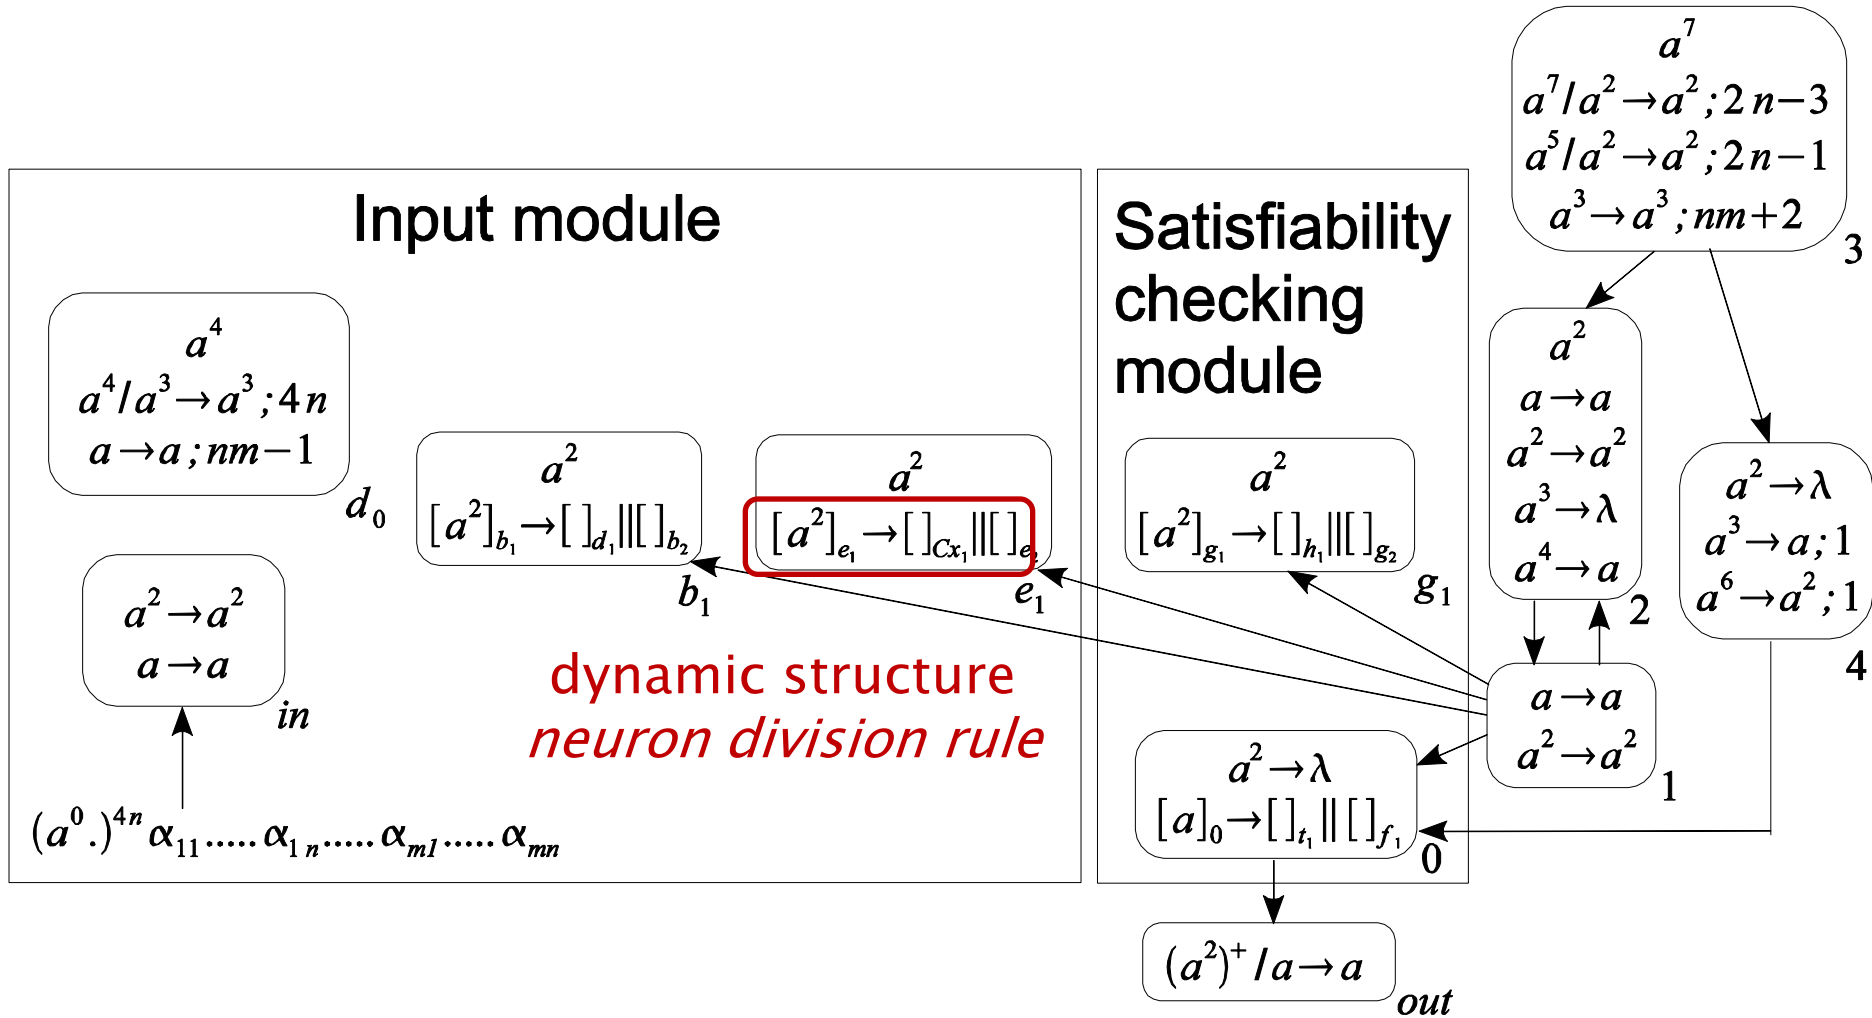 a^7
a^7/a^2→a^2;2n−3
a^5/a^2→a^2;2n−1
a^3→a^3;nm+2
3
Input module
Satisfiability
checking
module
a^4
a^4/a^3→a^3;4n
a→a;nm−1
d_0
a^2
[a^2]_{b_1}→[ ]_{d_1}||[ ]_{b_2}
b_1
a^2
[a^2]_{e_1}→[ ]_{Cx_1}||[ ]_{e_2}
e_1
a^2
[a^2]_{g_1}→[ ]_{h_1}||[ ]_{g_2}
g_1
a^2
a→a
a^2→a^2
a^3→λ
a^4→a
2
a^2→λ
a^3→a;1
a^6→a^2;1
4
a^2→a^2
a→a
in
dynamic structure
neuron division rule
a→a
a^2→a^2
1
a^2→λ
[a]_0→[ ]_{t_1}||[ ]_{f_1}
0
(a^0.)^{4n}α_{11}.....α_{1n}.....α_{m1}.....α_{mn}
(a^2)^+/a→a
out